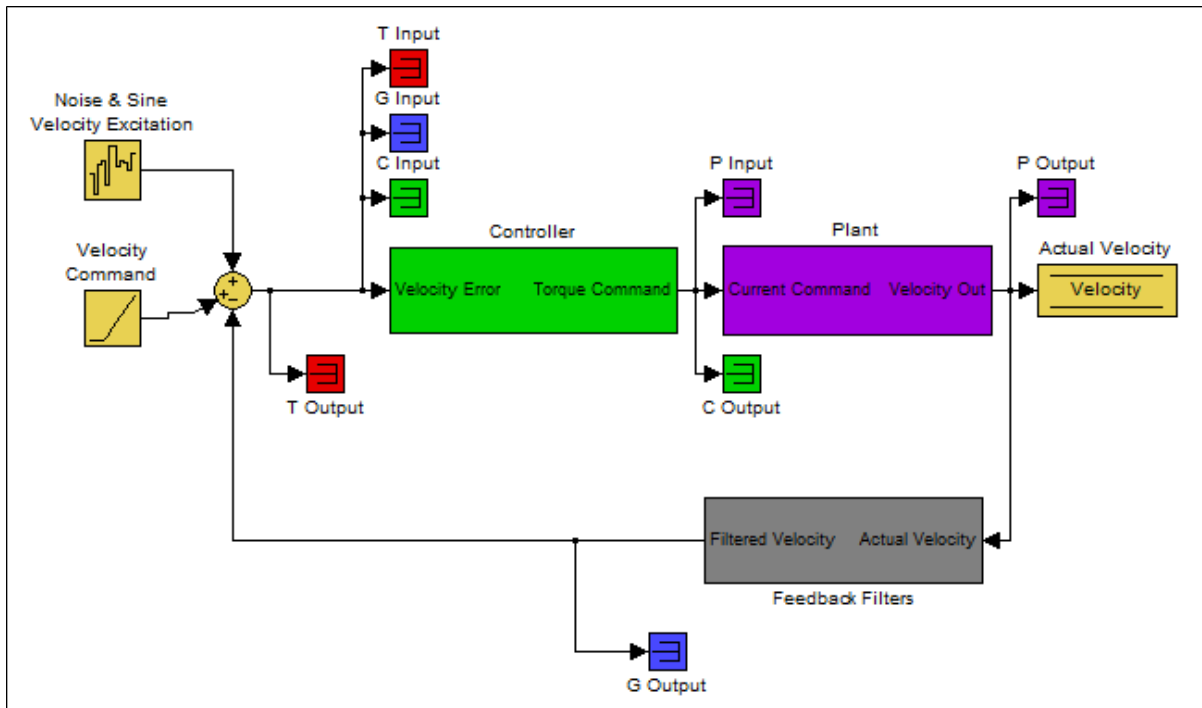 T Input
Noise & Sine
Velocity Excitation
G Input
C Input
P Input
P Output
Velocity
Command
Controller
Plant
Actual Velocity
Velocity Error
Torque Command
Current Command
Velocity Out
Velocity
T Output
C Output
Filtered Velocity
Actual Velocity
Feedback Filters
G Output